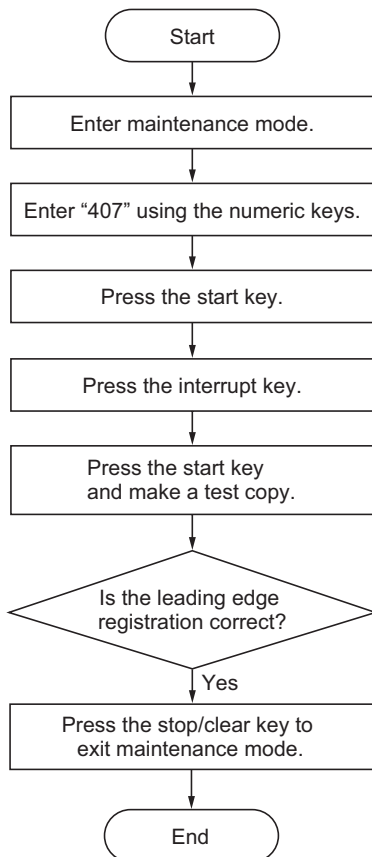 Start
Enter maintenance mode.
Enter “407” using the numeric keys.
Press the start key.
Press the interrupt key.
Press the start key
and make a test copy.
Is the leading edge
registration correct?
Yes
Press the stop/clear key to
exit maintenance mode.
End